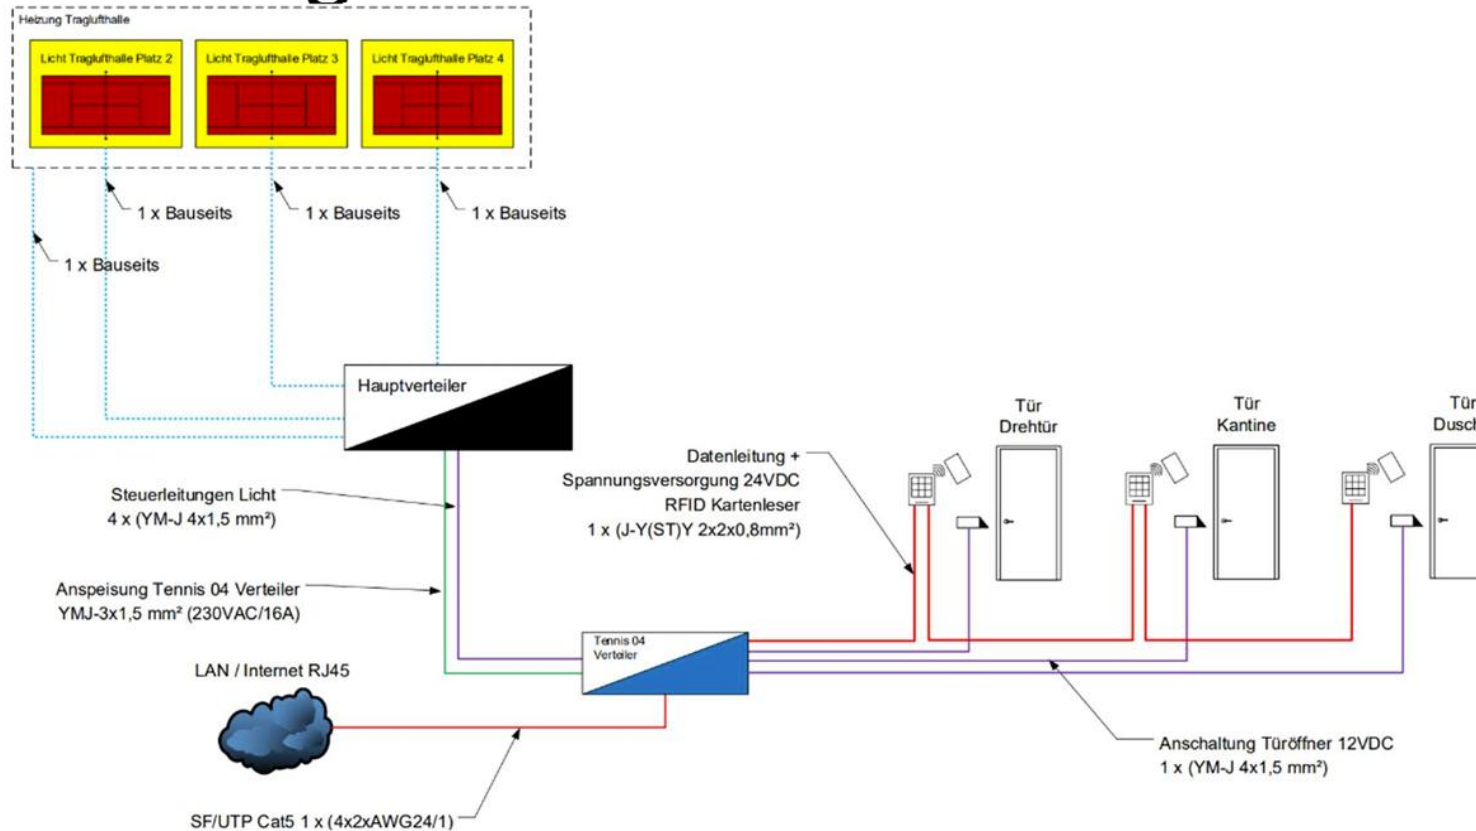 Heizung Traglufthalle
Licht Traglufthalle Platz 2
Licht Traglufthalle Platz 3
Licht Traglufthalle Platz 4
1 x Bauseits
1 x Bauseits
1 x Bauseits
1 x Bauseits
Hauptverteiler
Tür
Drehtür
Tür
Kantine
Tür
Dusch
Datenleitung +
Spannungsversorgung 24VDC
RFID Kartenleser
1 x (J-Y(ST)Y 2x2x0,8mm²)
Steuerleitungen Licht
4 x (YM-J 4x1,5 mm²)
Anspeisung Tennis 04 Verteiler
YMJ-3x1,5 mm² (230VAC/16A)
Tennis 04
Verteiler
LAN / Internet RJ45
Anschaltung Türöffner 12VDC
1 x (YM-J 4x1,5 mm²)
SF/UTP Cat5 1 x (4x2xAWG24/1)